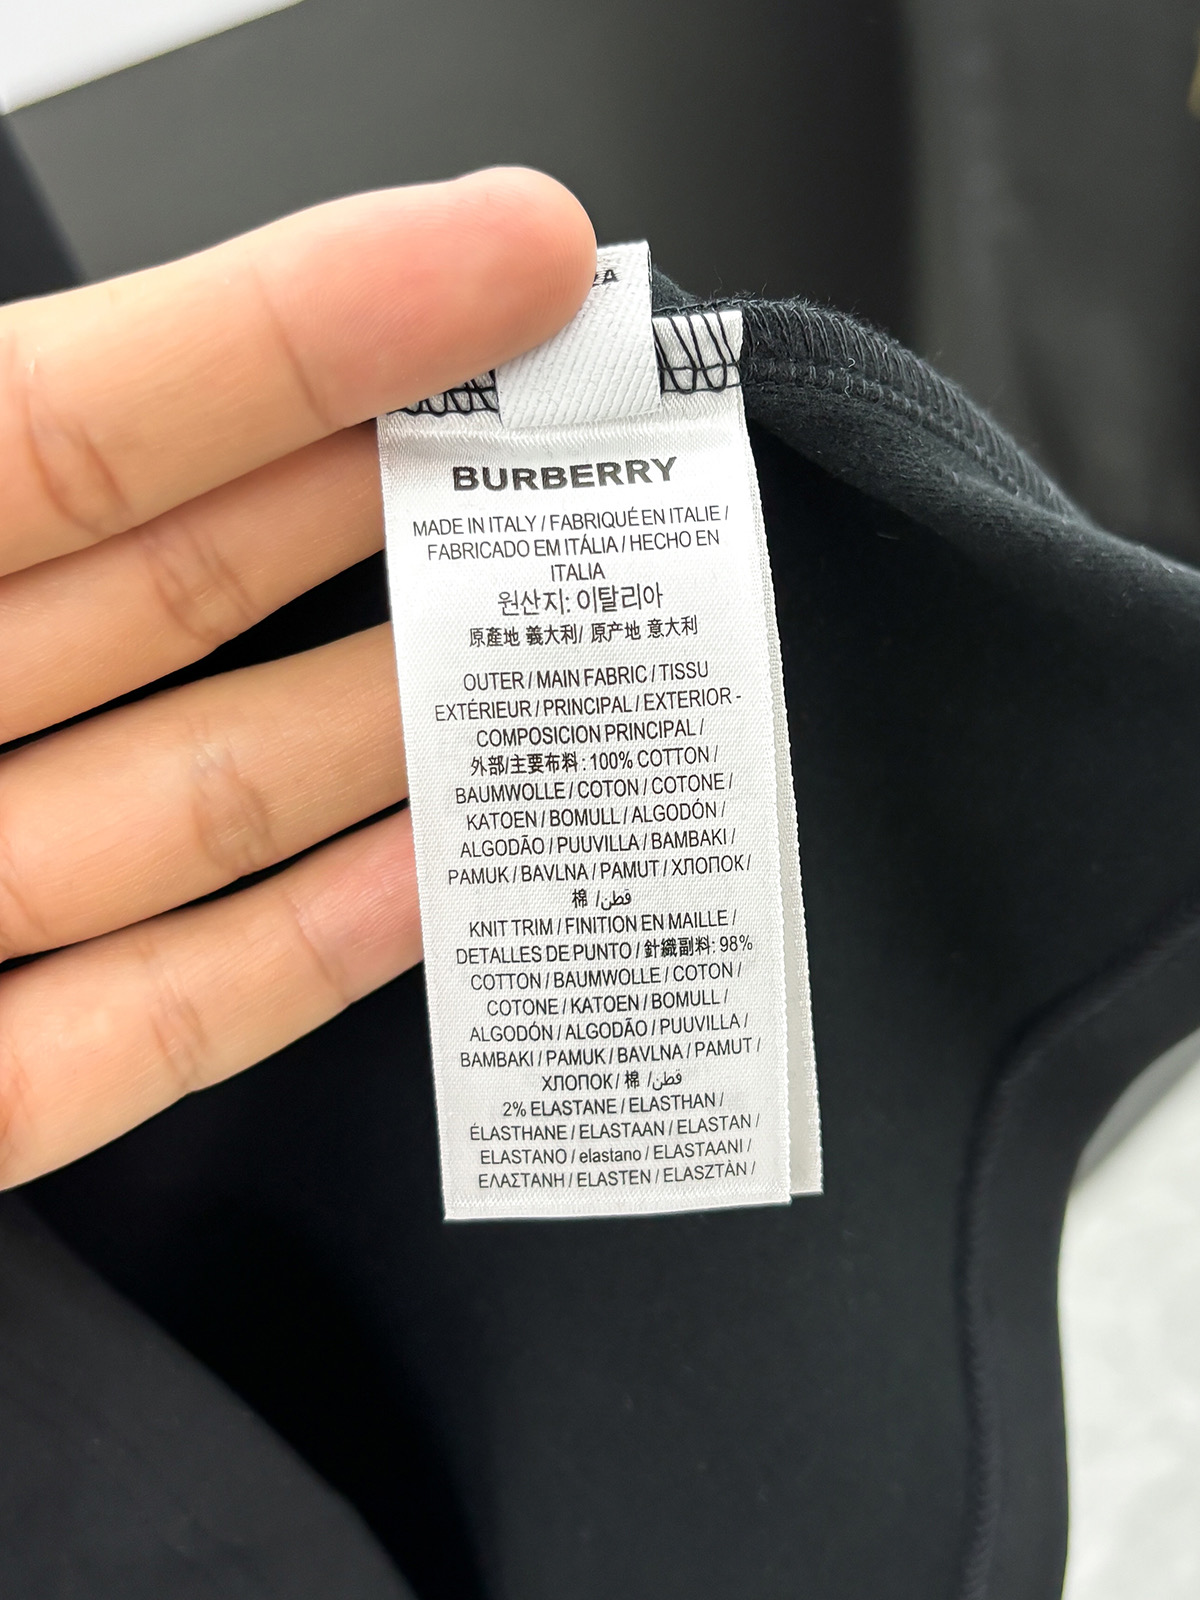 BURBERRY
MADE IN ITALY / FABRIQUÉ EN ITALIE /
FABRICADO EM ITÁLIA / HECHO EN
ITALIA
원산지: 이탈리아
原產地 義大利/ 原产地 意大利
OUTER / MAIN FABRIC / TISSU
EXTÉRIEUR / PRINCIPAL / EXTERIOR -
COMPOSICION PRINCIPAL /
外部/主要布料: 100% COTTON /
BAUMWOLLE / COTON / COTONE /
KATOEN / BOMULL / ALGODÓN /
ALGODÃO / PUUVILLA / BAMBAKI /
PAMUK / BAVLNA / PAMUT / ХЛОПОК /
棉 /قطن
KNIT TRIM / FINITION EN MAILLE /
DETALLES DE PUNTO / 針織副料: 98%
COTTON / BAUMWOLLE / COTON /
COTONE / KATOEN / BOMULL /
ALGODÓN / ALGODÃO / PUUVILLA /
BAMBAKI / PAMUK / BAVLNA / PAMUT /
ХЛОПОК / 棉 /قطن
2% ELASTANE / ELASTHAN /
ÉLASTHANE / ELASTAAN / ELASTAN /
ELASTANO / elastano / ELASTAANI /
ΕΛΑΣΤΑΝΗ / ELASTEN / ELASZTÀN /